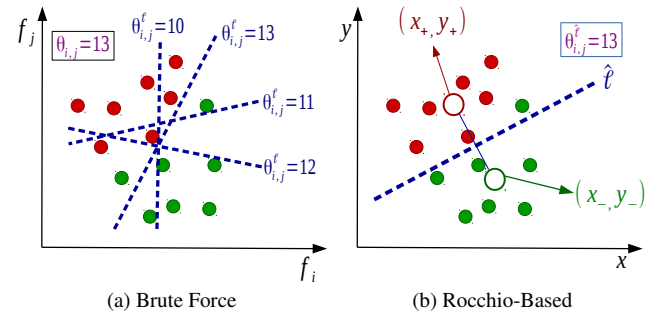 f_j
θ_{i,j}=13
θ^ℓ_{i,j}=10
θ^ℓ_{i,j}=13
θ^ℓ_{i,j}=11
θ^ℓ_{i,j}=12
f_i
(a) Brute Force
y
(x_+, y_+)
θ^{ℓ̂}_{i,j}=13
ℓ̂
(x_−, y_−)
x
(b) Rocchio-Based